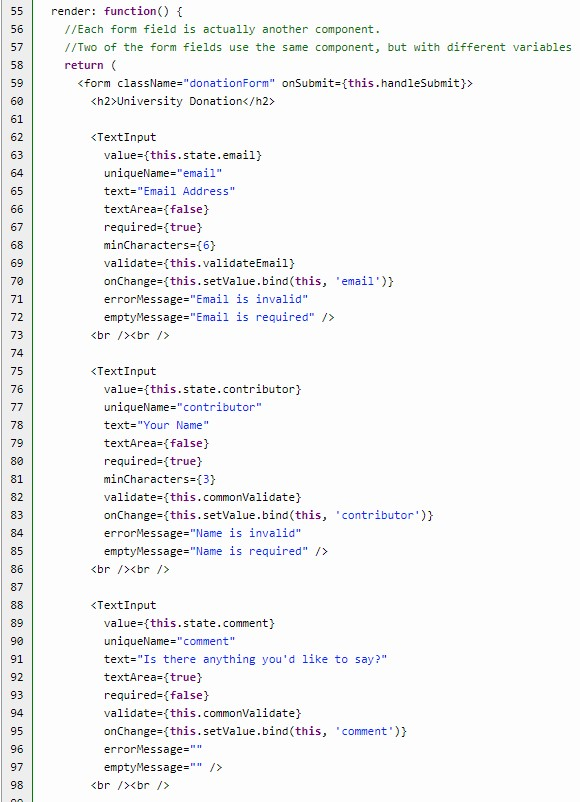 55 render: function() {
56 //Each form field is actually another component.
57 //Two of the form fields use the same component, but with different variables
58 return (
59 <form className="donationForm" onSubmit={this.handleSubmit}>
60 <h2>University Donation</h2>
61
62 <TextInput
63 value={this.state.email}
64 uniqueName="email"
65 text="Email Address"
66 textArea={false}
67 required={true}
68 minCharacters={6}
69 validate={this.validateEmail}
70 onChange={this.setValue.bind(this, 'email')}
71 errorMessage="Email is invalid"
72 emptyMessage="Email is required" />
73 <br /><br />
74
75 <TextInput
76 value={this.state.contributor}
77 uniqueName="contributor"
78 text="Your Name"
79 textArea={false}
80 required={true}
81 minCharacters={3}
82 validate={this.commonValidate}
83 onChange={this.setValue.bind(this, 'contributor')}
84 errorMessage="Name is invalid"
85 emptyMessage="Name is required" />
86 <br /><br />
87
88 <TextInput
89 value={this.state.comment}
90 uniqueName="comment"
91 text="Is there anything you'd like to say?"
92 textArea={true}
93 required={false}
94 validate={this.commonValidate}
95 onChange={this.setValue.bind(this, 'comment')}
96 errorMessage=""
97 emptyMessage="" />
98 <br /><br />